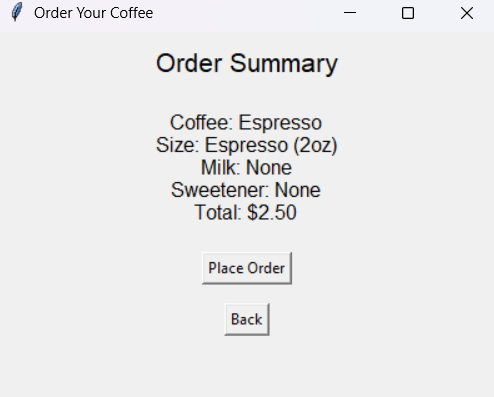 Order Your Coffee
Order Summary
Coffee: Espresso
Size: Espresso (2oz)
Milk: None
Sweetener: None
Total: $2.50
Place Order
Back